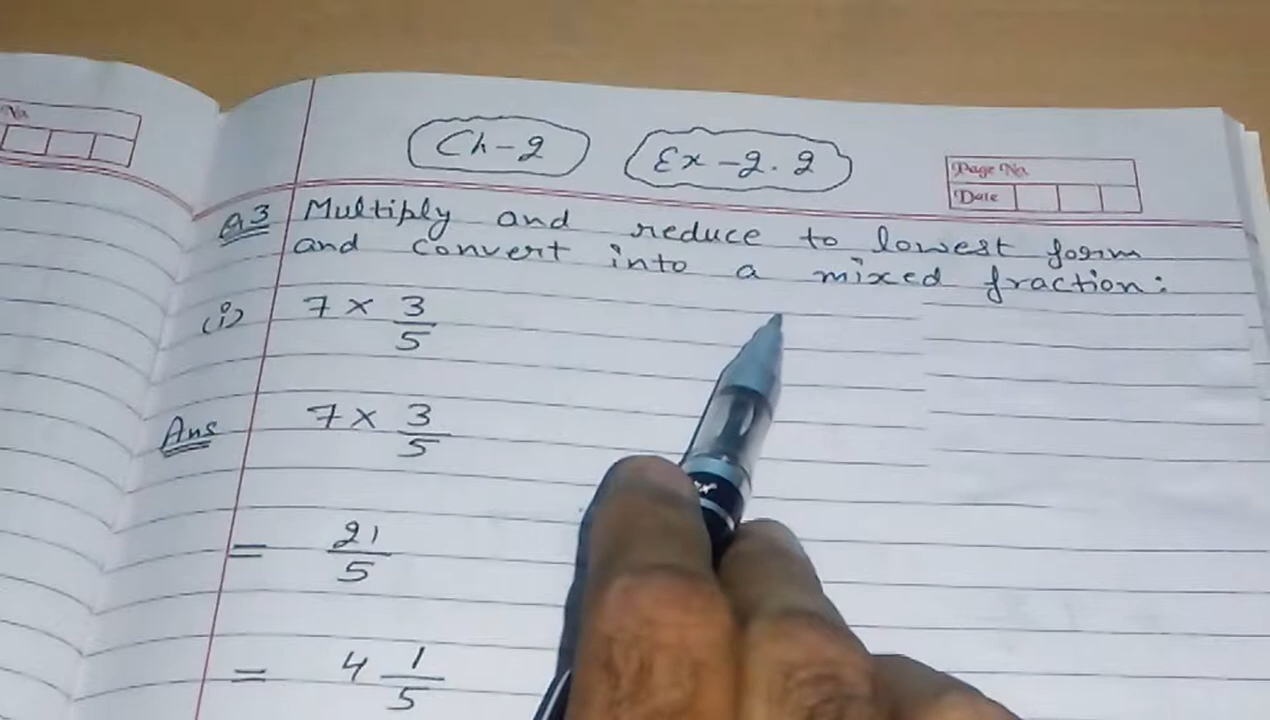 No.
Ch-2 Ex-2.2
Page No.
Date
Q3 Multiply and reduce to lowest form
and convert into a mixed fraction:
(i) 7 × 3/5
Ans 7 × 3/5
= 21/5
= 4 1/5